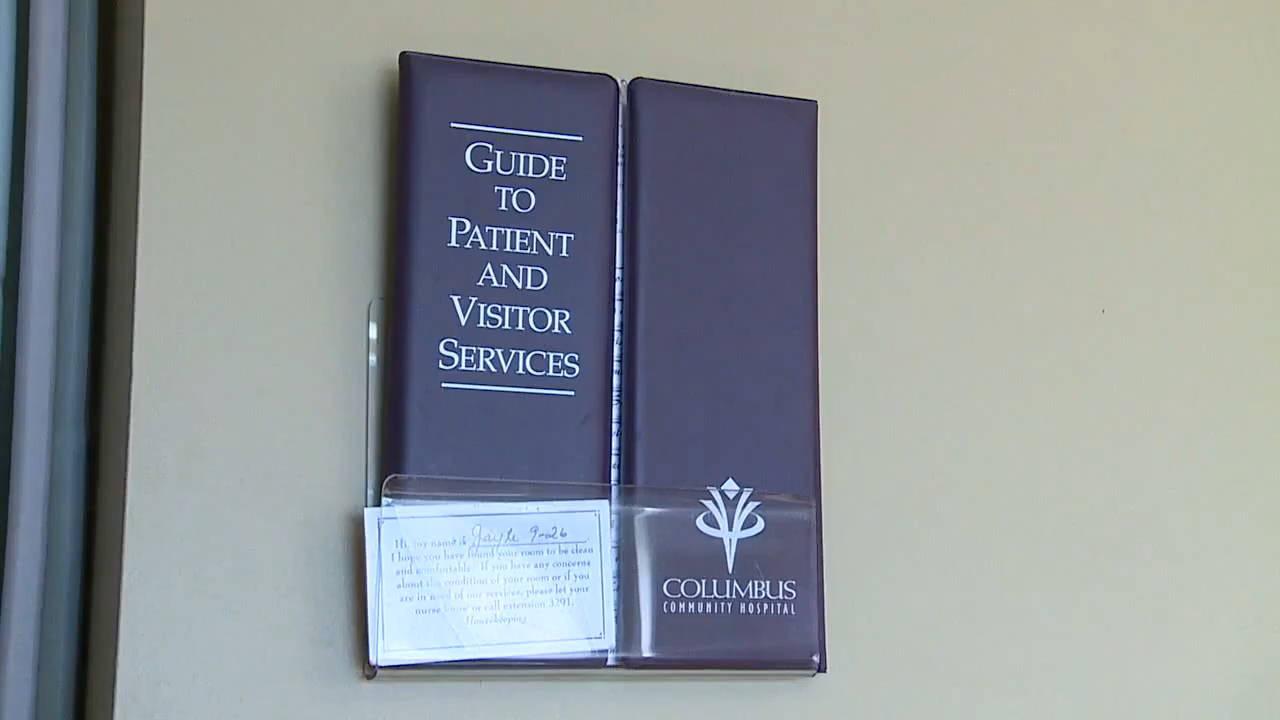 GUIDE
TO
PATIENT
AND
VISITOR
SERVICES
Hi, my name is Gayle 9-26
I hope you have found your room to be clean
and comfortable. If you have any concerns
about the condition of your room or if you
are in need of our services, please let your
nurse know or call extension 3291.
Housekeeping
COLUMBUS
COMMUNITY HOSPITAL